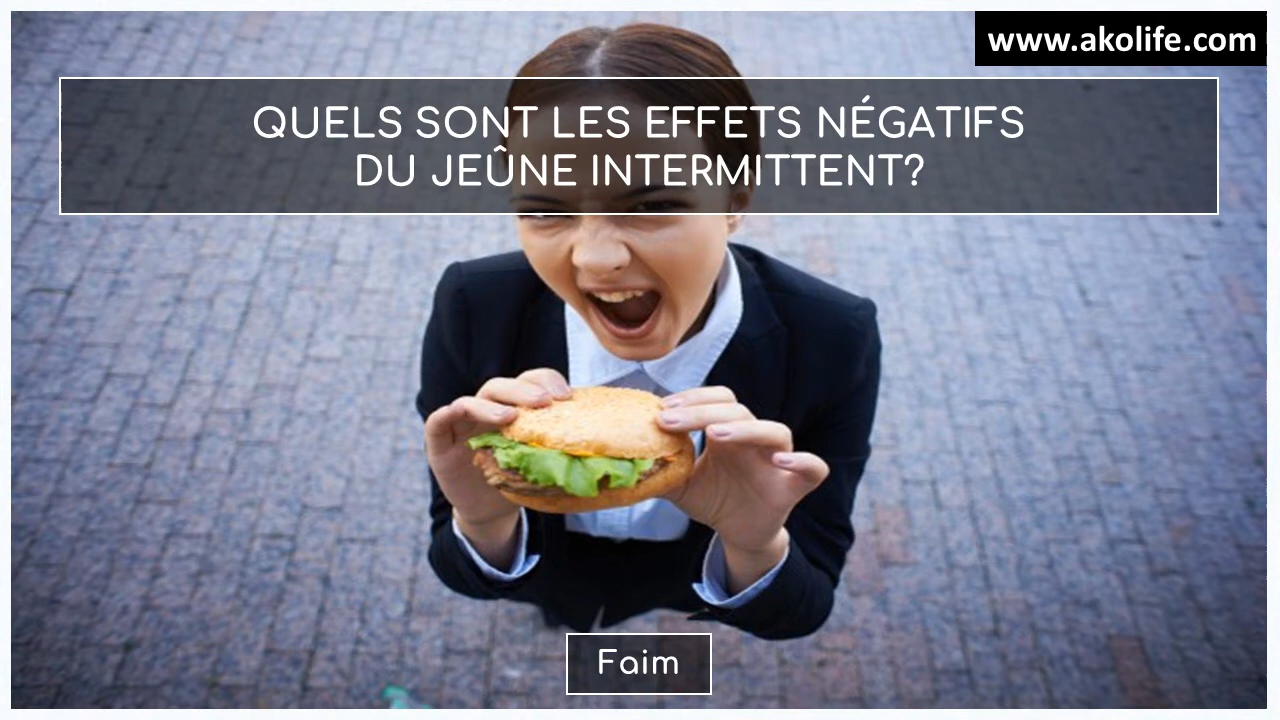 www.akolife.com
QUELS SONT LES EFFETS NÉGATIFS
DU JEÛNE INTERMITTENT?
Faim